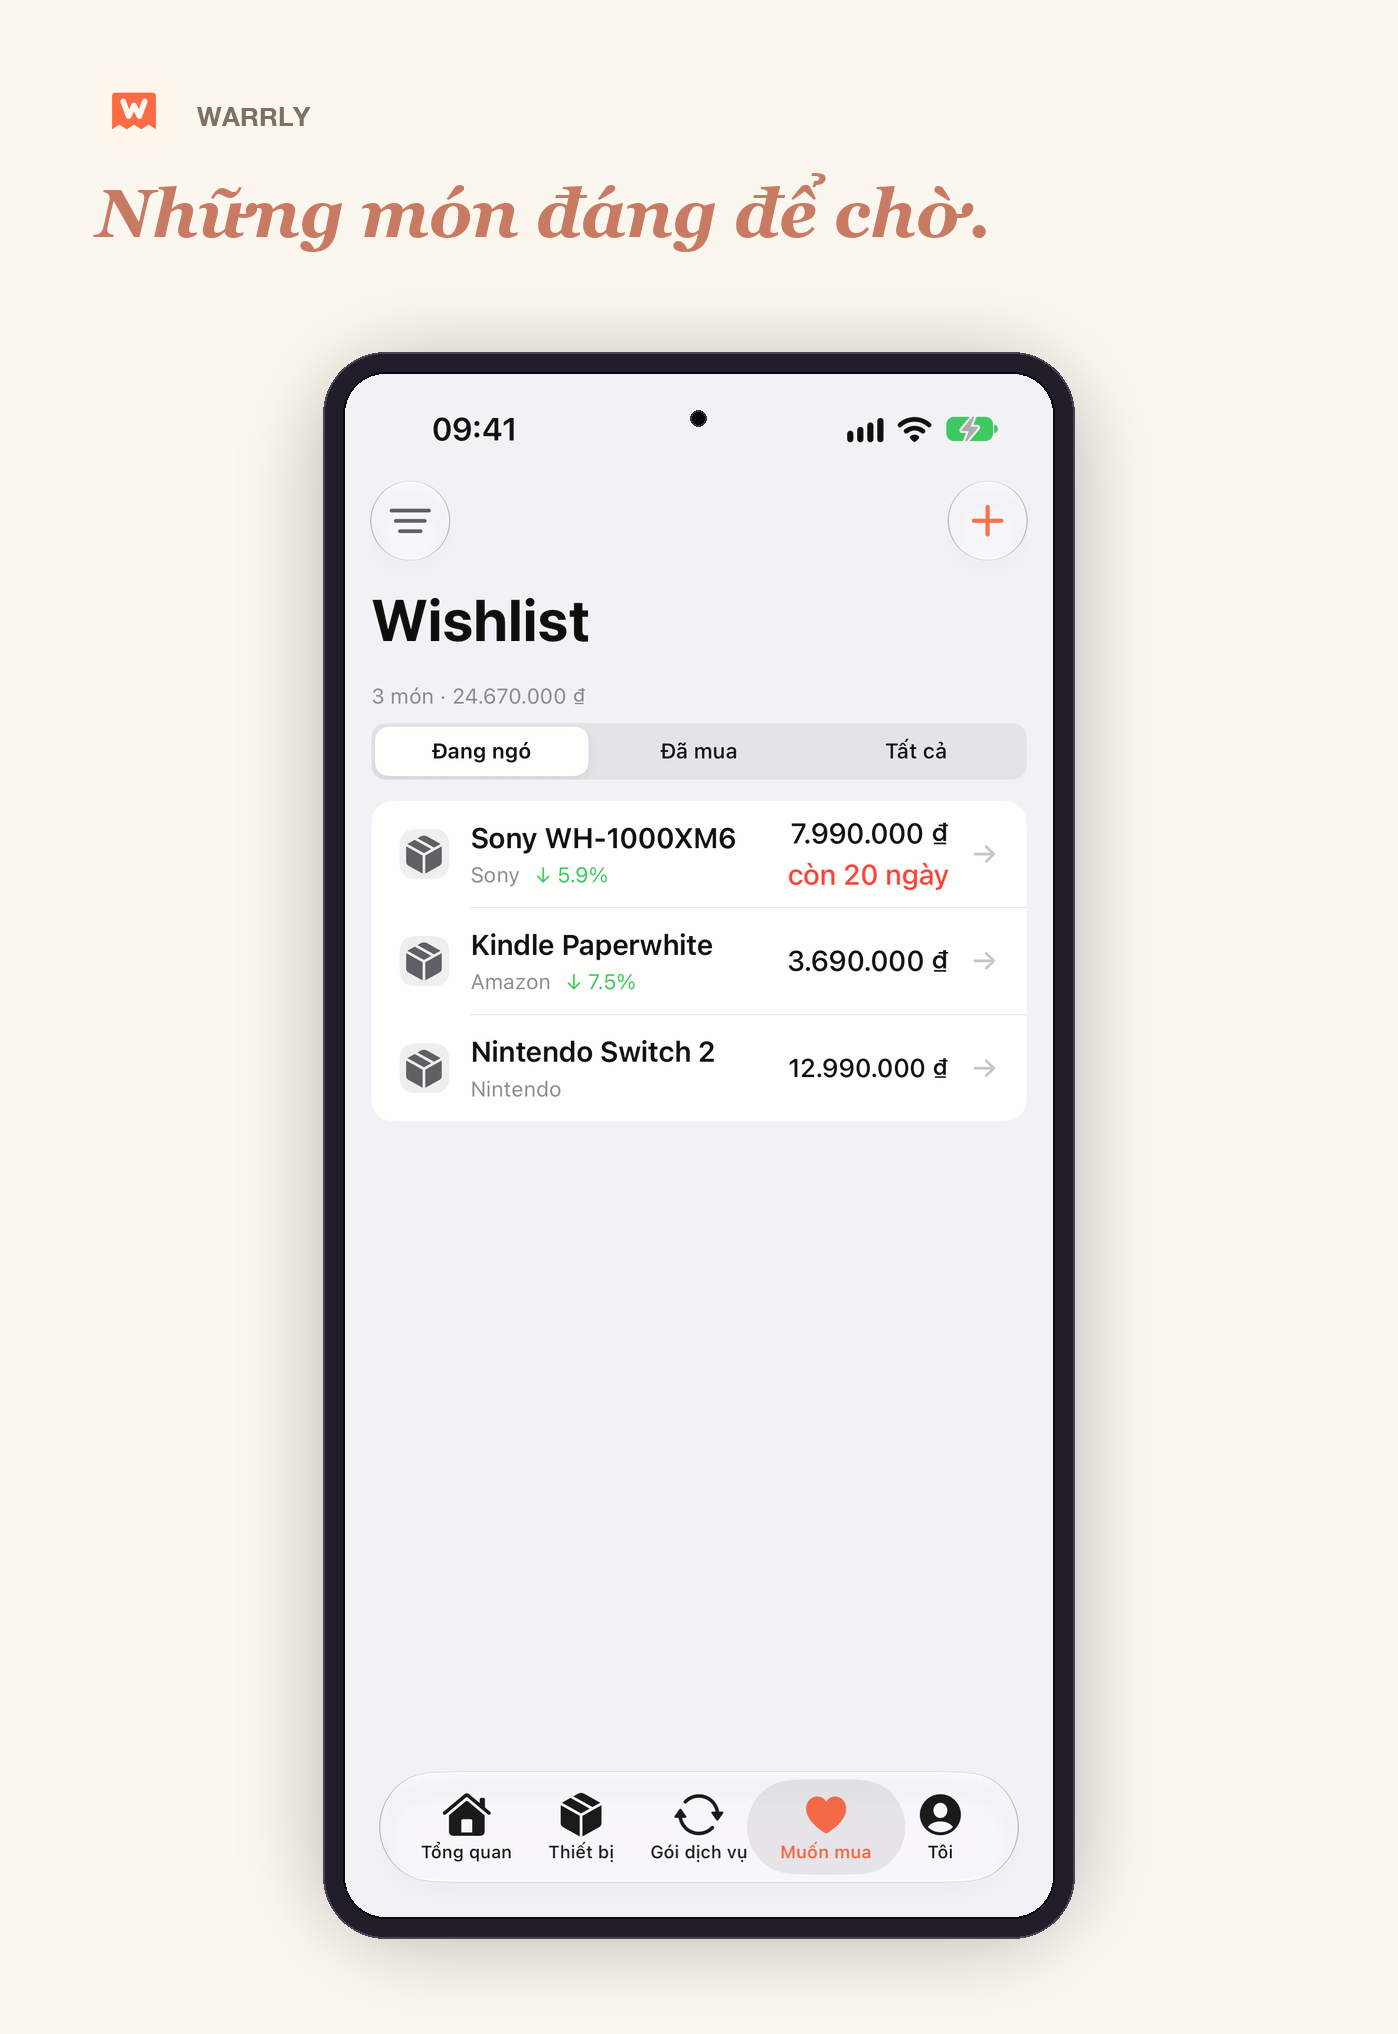 WARRLY
Những món đáng để chờ.
09:41
Wishlist
3 món · 24.670.000 ₫
Đang ngó
Đã mua
Tất cả
Sony WH-1000XM6
7.990.000 ₫
Sony ↓ 5.9%
còn 20 ngày
Kindle Paperwhite
3.690.000 ₫
Amazon ↓ 7.5%
Nintendo Switch 2
12.990.000 ₫
Nintendo
Tổng quan
Thiết bị
Gói dịch vụ
Muốn mua
Tôi